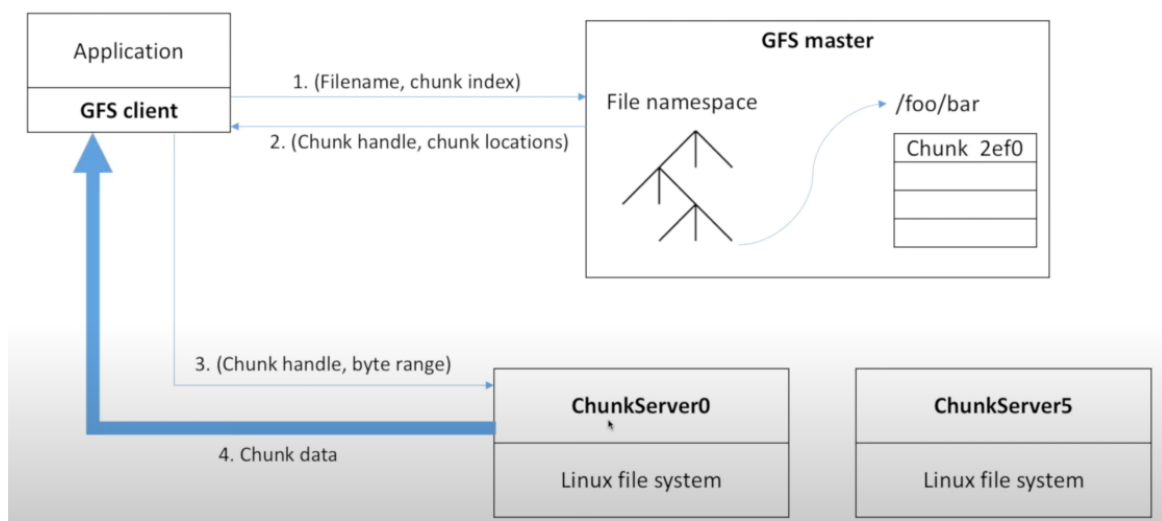 Application
GFS client
1. (Filename, chunk index)
2. (Chunk handle, chunk locations)
GFS master
File namespace
/foo/bar
Chunk 2ef0
3. (Chunk handle, byte range)
4. Chunk data
ChunkServer0
Linux file system
ChunkServer5
Linux file system